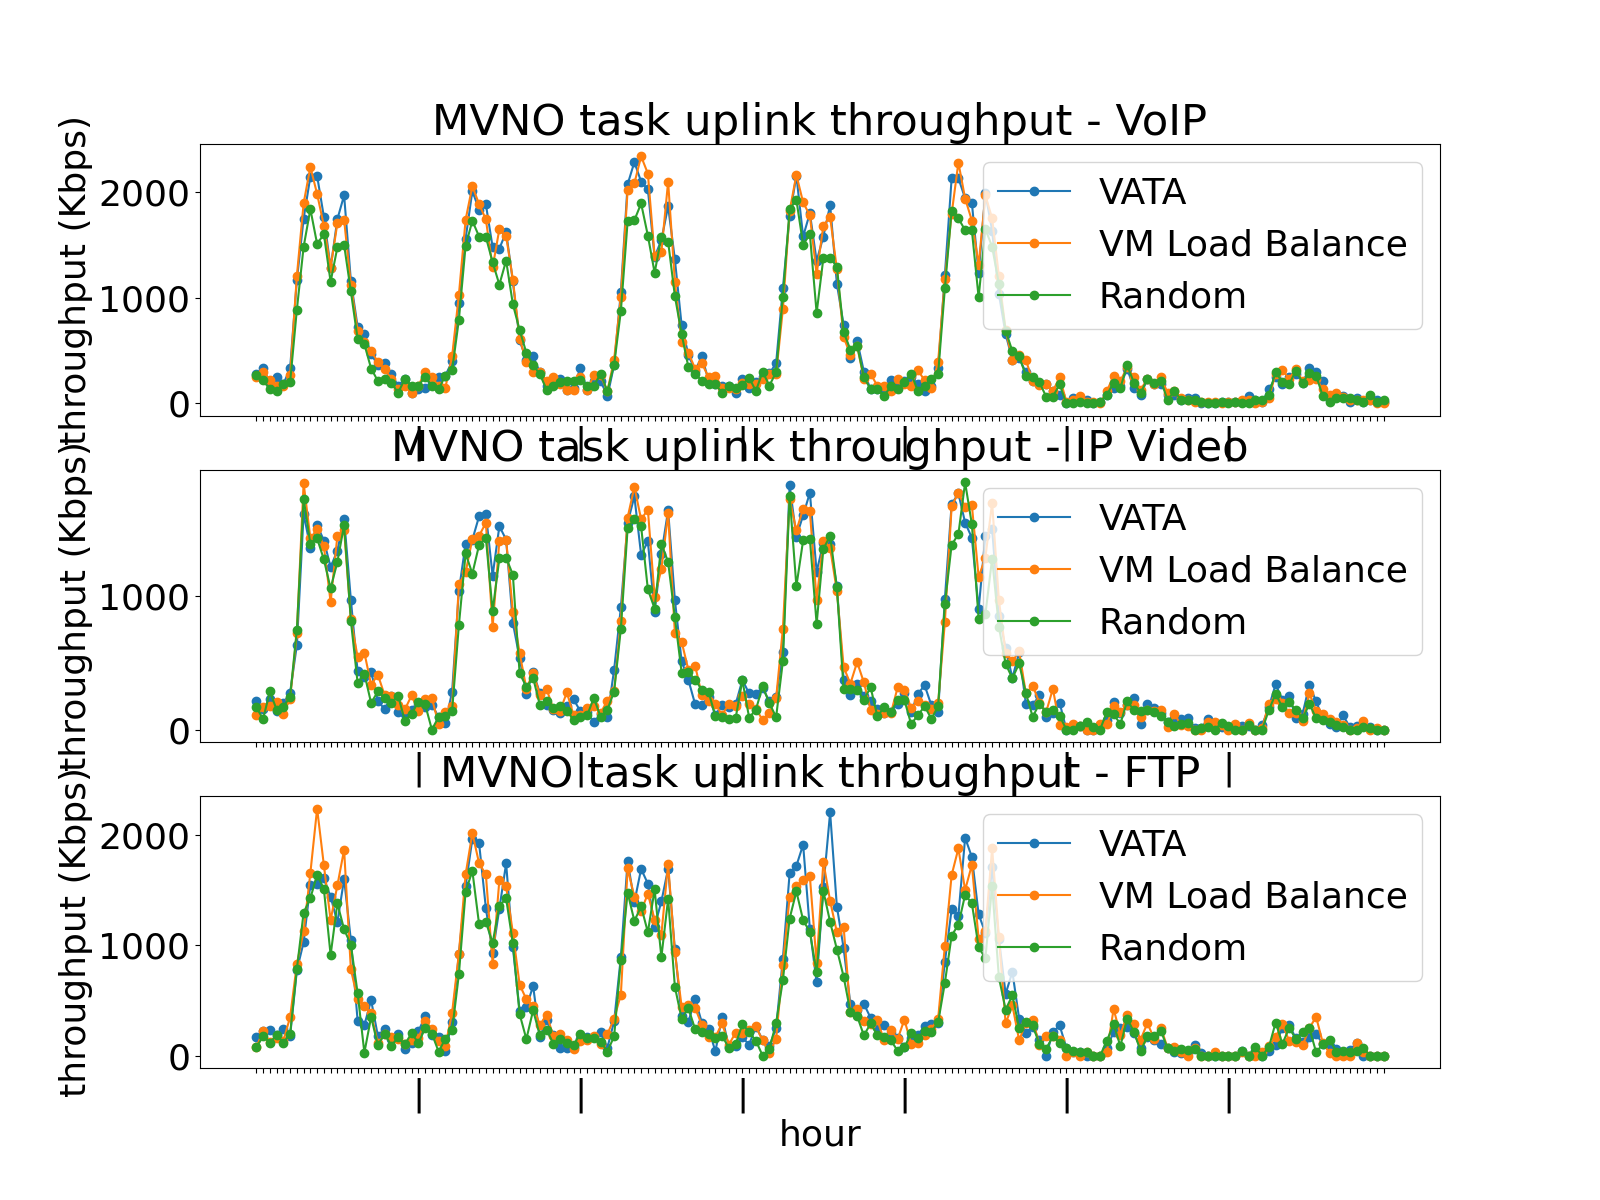 MVNO task uplink throughput - VoIP
throughput (Kbps)
2000
1000
0
VATA
VM Load Balance
Random
MVNO task uplink throughput - IP Video
throughput (Kbps)
1000
0
VATA
VM Load Balance
Random
MVNO task uplink throughput - FTP
throughput (Kbps)
2000
1000
0
VATA
VM Load Balance
Random
| | | | | |
hour